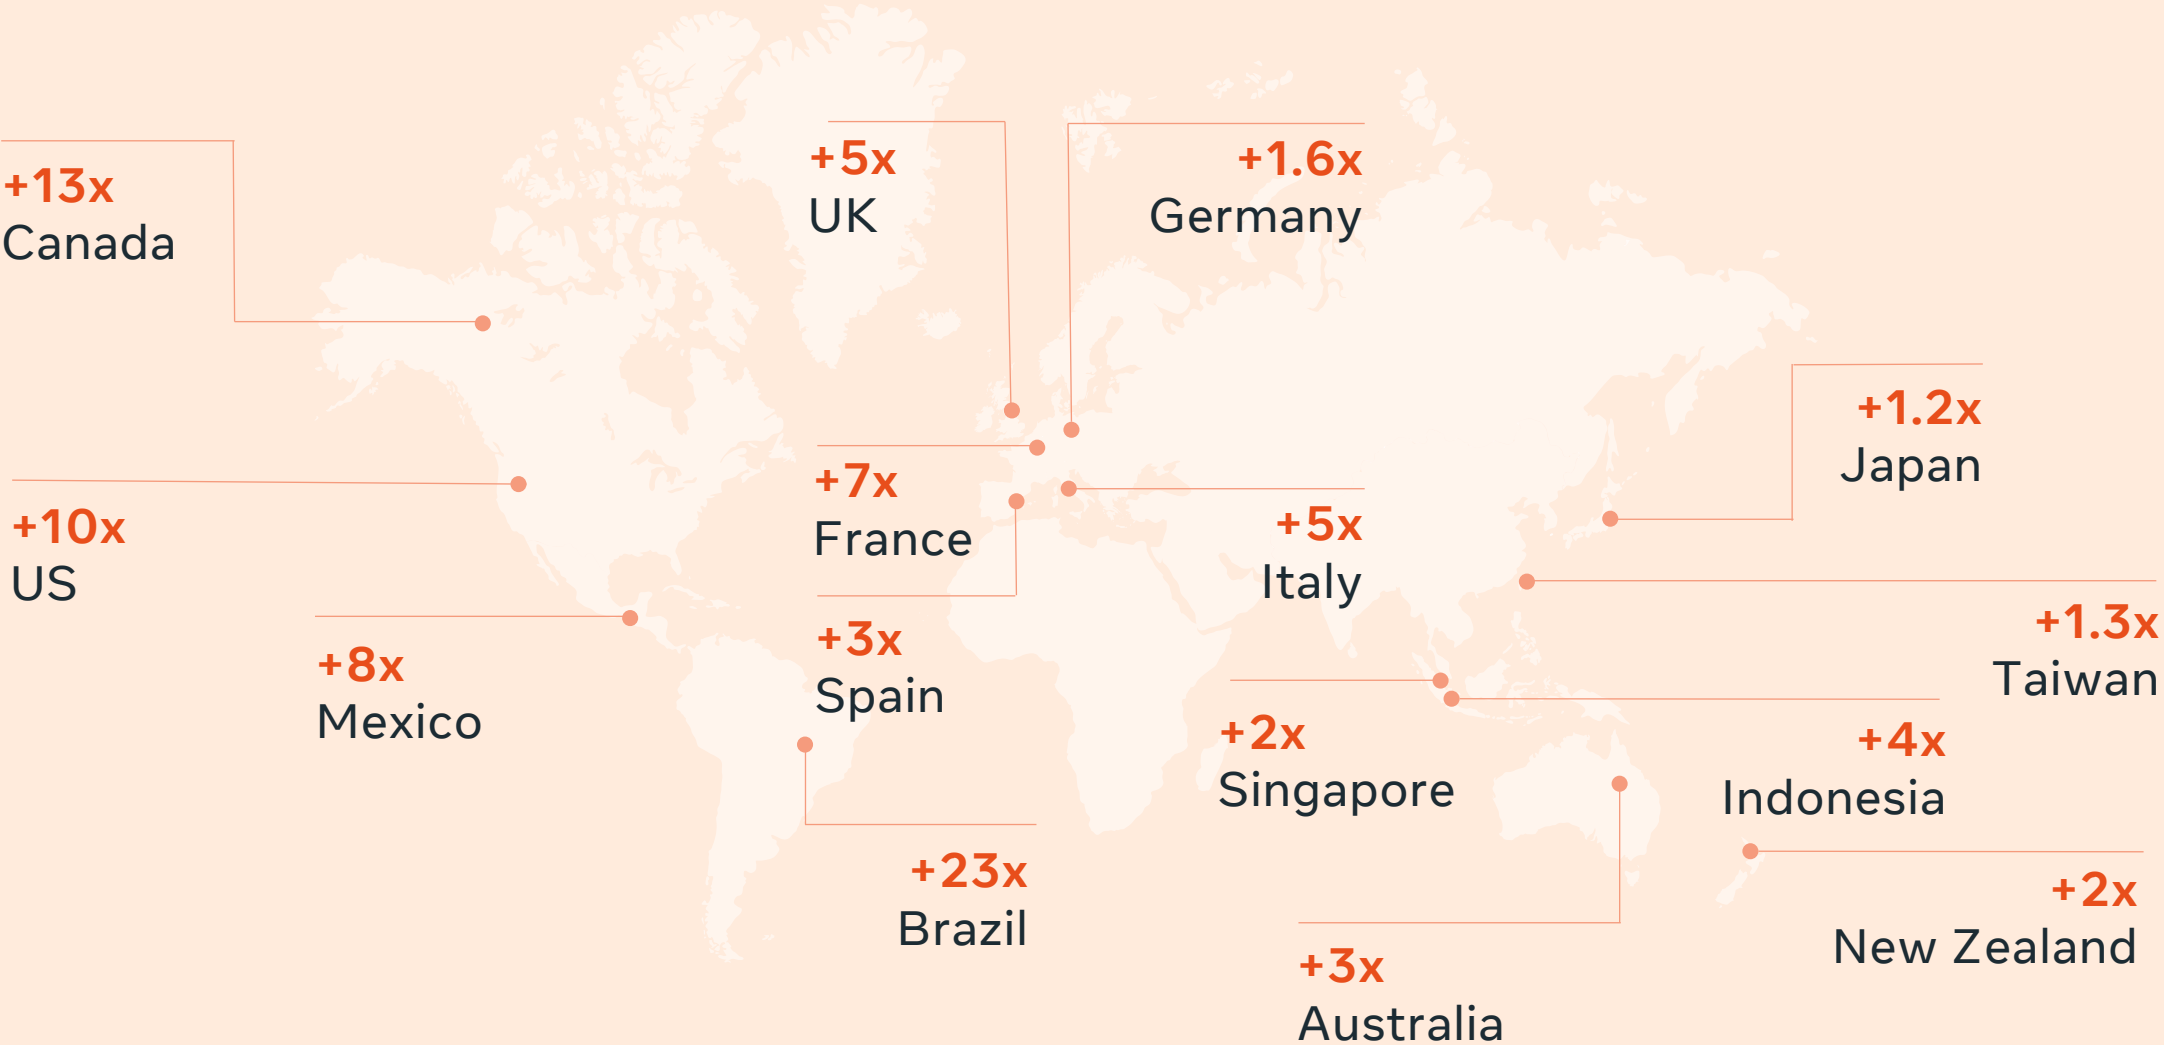 +13x
Canada
+5x
UK
+1.6x
Germany
+10x
US
+7x
France
+5x
Italy
+1.2x
Japan
+8x
Mexico
+3x
Spain
+1.3x
Taiwan
+2x
Singapore
+4x
Indonesia
+23x
Brazil
+2x
New Zealand
+3x
Australia